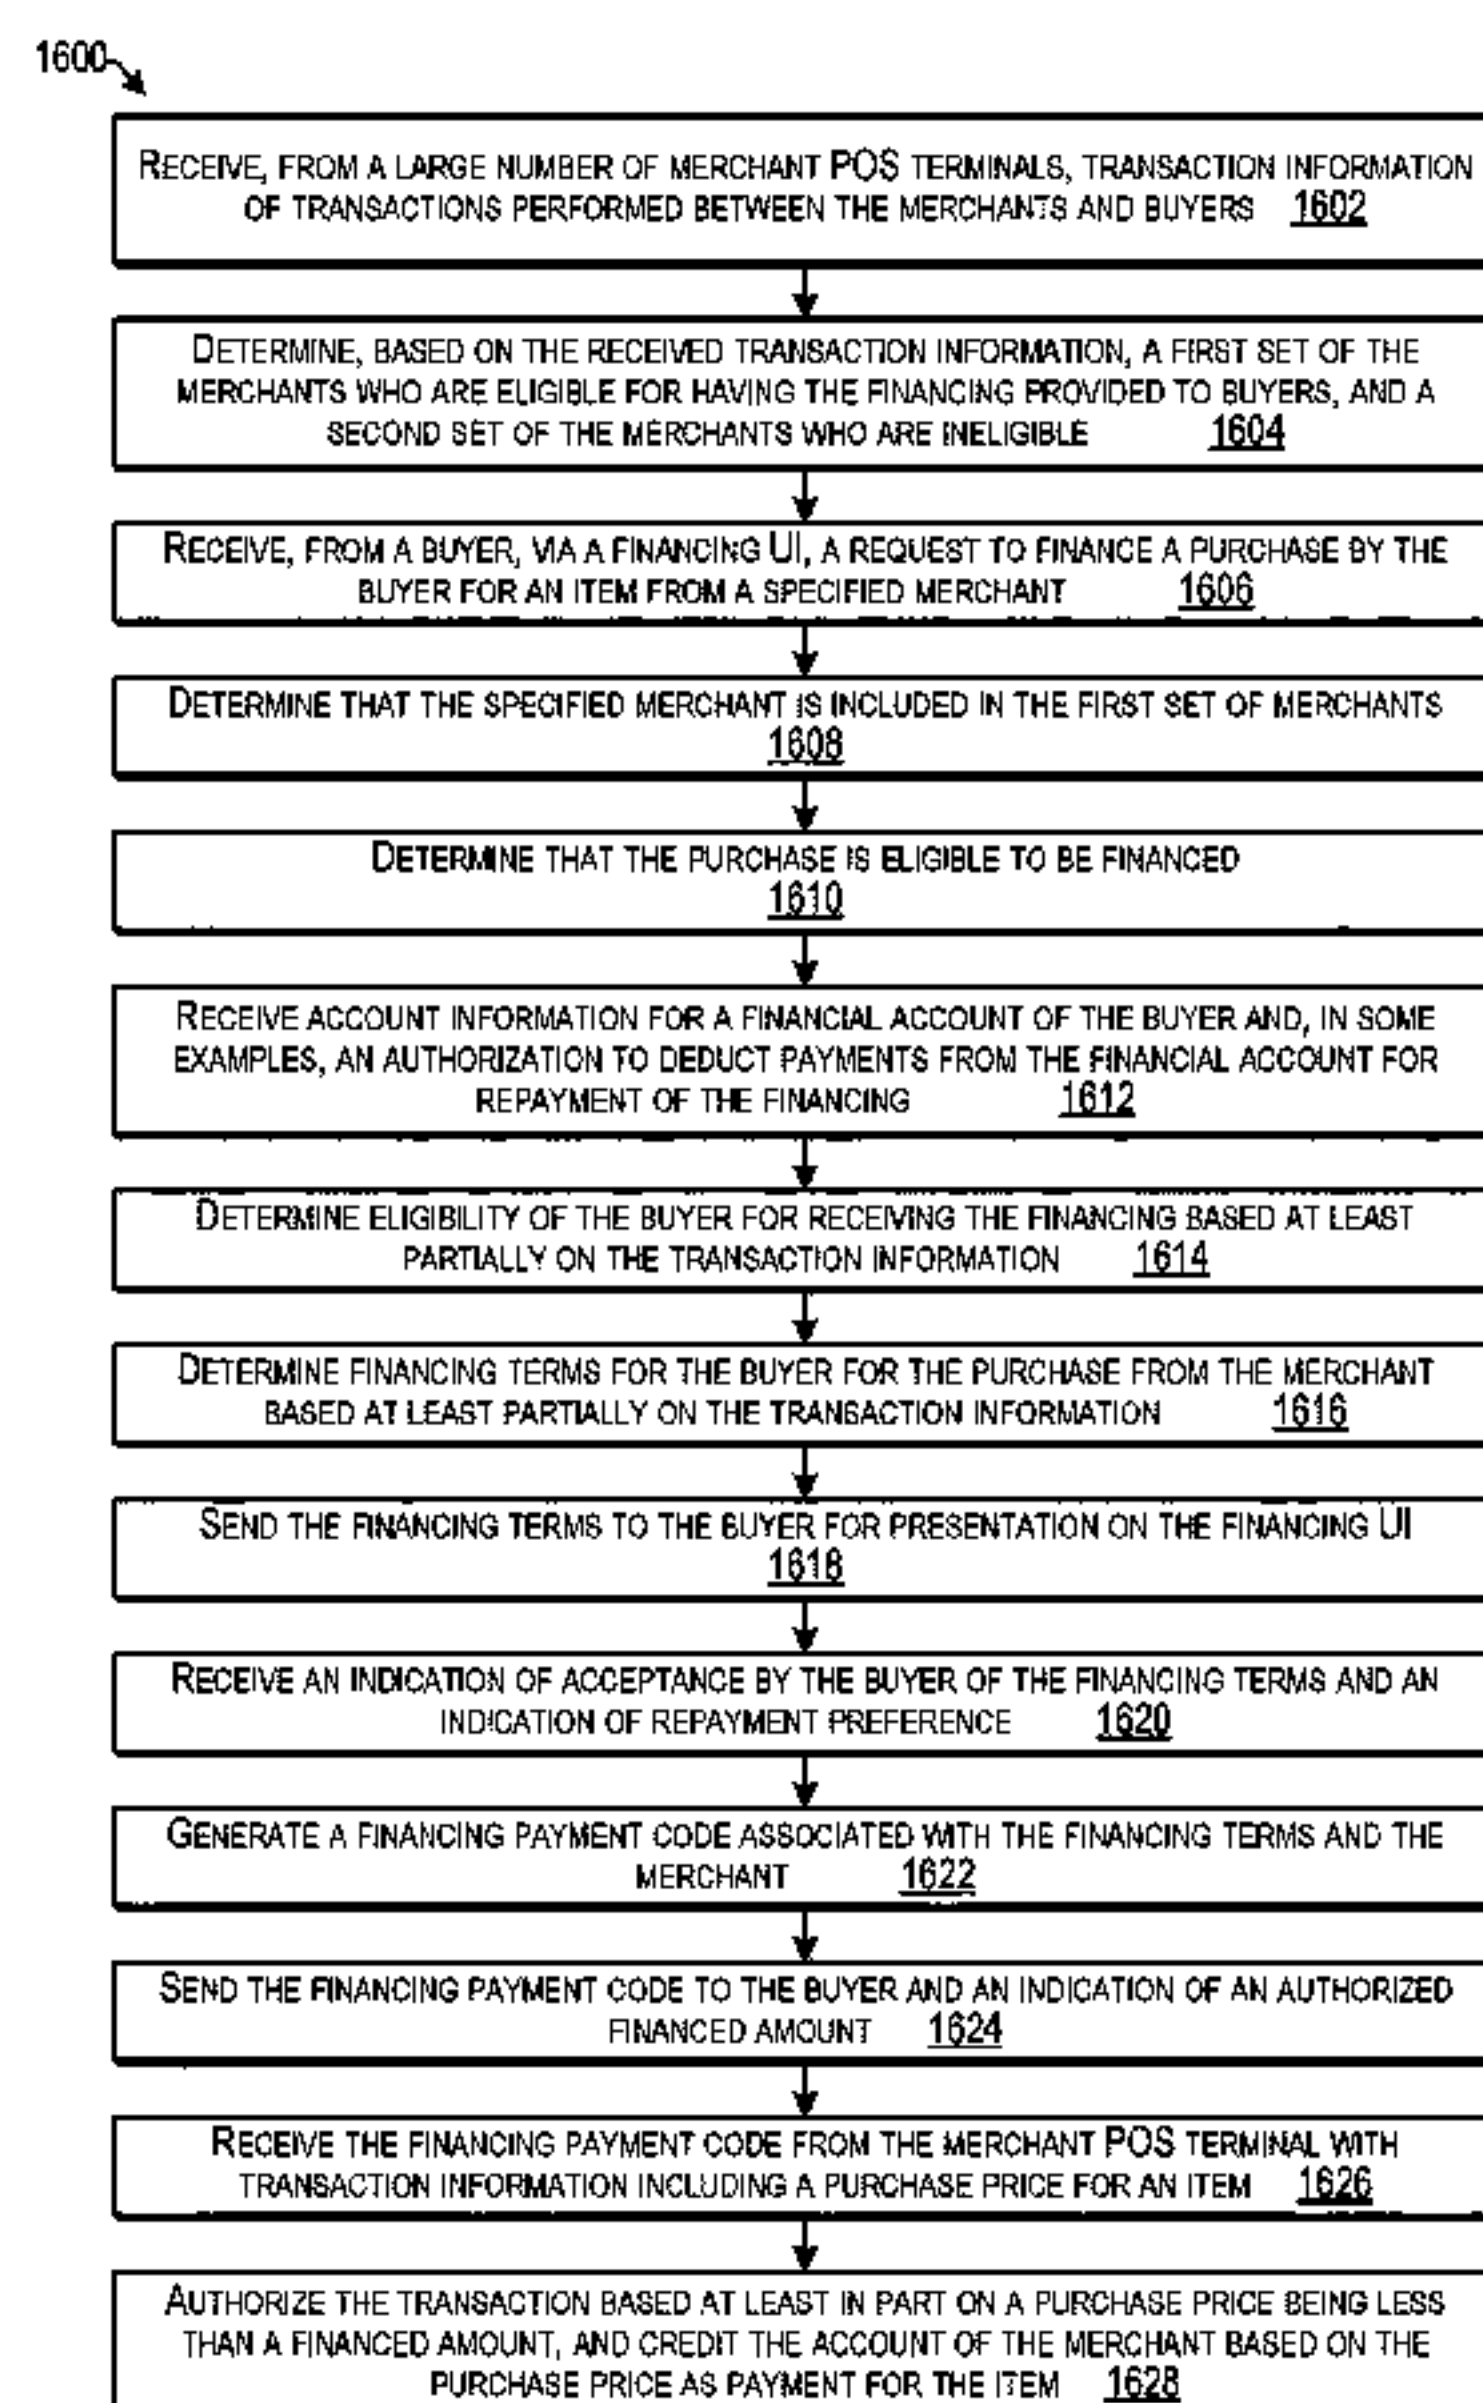 1600
RECEIVE, FROM A LARGE NUMBER OF MERCHANT POS TERMINALS, TRANSACTION INFORMATION
OF TRANSACTIONS PERFORMED BETWEEN THE MERCHANTS AND BUYERS 1602
DETERMINE, BASED ON THE RECEIVED TRANSACTION INFORMATION, A FIRST SET OF THE
MERCHANTS WHO ARE ELIGIBLE FOR HAVING THE FINANCING PROVIDED TO BUYERS, AND A
SECOND SET OF THE MERCHANTS WHO ARE INELIGIBLE 1604
RECEIVE, FROM A BUYER, VIA A FINANCING UI, A REQUEST TO FINANCE A PURCHASE BY THE
BUYER FOR AN ITEM FROM A SPECIFIED MERCHANT 1606
DETERMINE THAT THE SPECIFIED MERCHANT IS INCLUDED IN THE FIRST SET OF MERCHANTS
1608
DETERMINE THAT THE PURCHASE IS ELIGIBLE TO BE FINANCED
1610
RECEIVE ACCOUNT INFORMATION FOR A FINANCIAL ACCOUNT OF THE BUYER AND, IN SOME
EXAMPLES, AN AUTHORIZATION TO DEDUCT PAYMENTS FROM THE FINANCIAL ACCOUNT FOR
REPAYMENT OF THE FINANCING 1612
DETERMINE ELIGIBILITY OF THE BUYER FOR RECEIVING THE FINANCING BASED AT LEAST
PARTIALLY ON THE TRANSACTION INFORMATION 1614
DETERMINE FINANCING TERMS FOR THE BUYER FOR THE PURCHASE FROM THE MERCHANT
BASED AT LEAST PARTIALLY ON THE TRANSACTION INFORMATION 1616
SEND THE FINANCING TERMS TO THE BUYER FOR PRESENTATION ON THE FINANCING UI
1618
RECEIVE AN INDICATION OF ACCEPTANCE BY THE BUYER OF THE FINANCING TERMS AND AN
INDICATION OF REPAYMENT PREFERENCE 1620
GENERATE A FINANCING PAYMENT CODE ASSOCIATED WITH THE FINANCING TERMS AND THE
MERCHANT 1622
SEND THE FINANCING PAYMENT CODE TO THE BUYER AND AN INDICATION OF AN AUTHORIZED
FINANCED AMOUNT 1624
RECEIVE THE FINANCING PAYMENT CODE FROM THE MERCHANT POS TERMINAL WITH
TRANSACTION INFORMATION INCLUDING A PURCHASE PRICE FOR AN ITEM 1626
AUTHORIZE THE TRANSACTION BASED AT LEAST IN PART ON A PURCHASE PRICE BEING LESS
THAN A FINANCED AMOUNT, AND CREDIT THE ACCOUNT OF THE MERCHANT BASED ON THE
PURCHASE PRICE AS PAYMENT FOR THE ITEM 1628